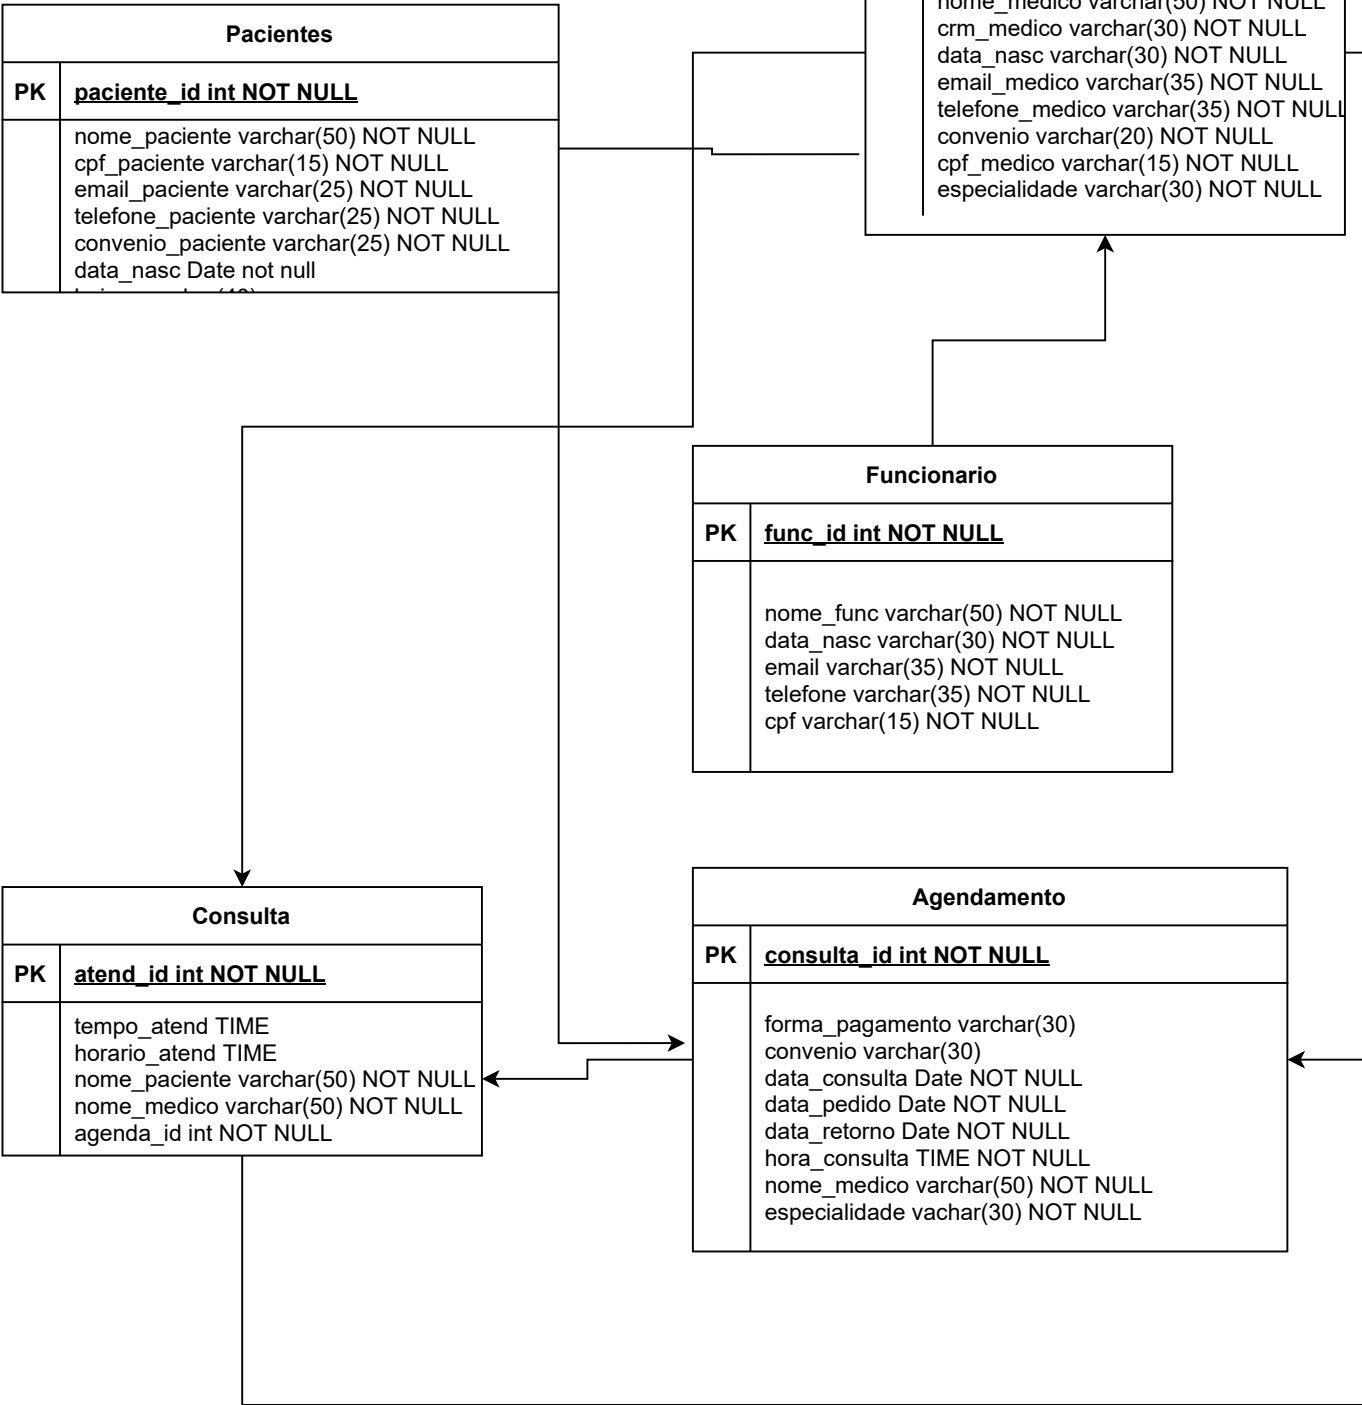 Pacientes
PK paciente_id int NOT NULL
nome_paciente varchar(50) NOT NULL
cpf_paciente varchar(15) NOT NULL
email_paciente varchar(25) NOT NULL
telefone_paciente varchar(25) NOT NULL
convenio_paciente varchar(25) NOT NULL
data_nasc Date not null
nome_medico varchar(50) NOT NULL
crm_medico varchar(30) NOT NULL
data_nasc varchar(30) NOT NULL
email_medico varchar(35) NOT NULL
telefone_medico varchar(35) NOT NULL
convenio varchar(20) NOT NULL
cpf_medico varchar(15) NOT NULL
especialidade varchar(30) NOT NULL
Funcionario
PK func_id int NOT NULL
nome_func varchar(50) NOT NULL
data_nasc varchar(30) NOT NULL
email varchar(35) NOT NULL
telefone varchar(35) NOT NULL
cpf varchar(15) NOT NULL
Consulta
PK atend_id int NOT NULL
tempo_atend TIME
horario_atend TIME
nome_paciente varchar(50) NOT NULL
nome_medico varchar(50) NOT NULL
agenda_id int NOT NULL
Agendamento
PK consulta_id int NOT NULL
forma_pagamento varchar(30)
convenio varchar(30)
data_consulta Date NOT NULL
data_pedido Date NOT NULL
data_retorno Date NOT NULL
hora_consulta TIME NOT NULL
nome_medico varchar(50) NOT NULL
especialidade vachar(30) NOT NULL